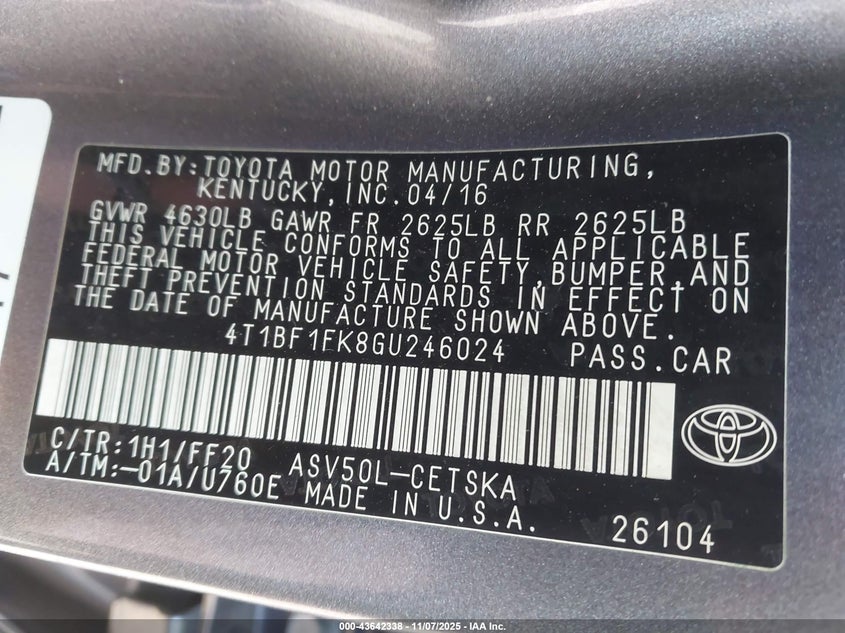 MFD.BY:TOYOTA MOTOR MANUFACTURING,
KENTUCKY,INC.04/16
GVWR 4630LB GAWR FR 2625LB RR 2625LB
THIS VEHICLE CONFORMS TO ALL APPLICABLE
FEDERAL MOTOR VEHICLE SAFETY,BUMPER,AND
THEFT PREVENTION STANDARDS IN EFFECT ON
THE DATE OF MANUFACTURE SHOWN ABOVE.
4T1BF1FK8GU246024 PASS.CAR
C/TR:1H1/FF20 ASV50L-CETSKA
A/TM:-01A/U760E MADE IN U.S.A.
26104
000-43642338 - 11/07/2025 - IAA Inc.